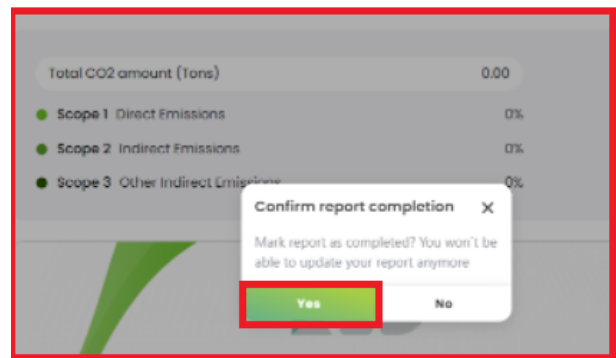 Total CO2 amount (Tons) 0.00
Scope 1 Direct Emissions 0%
Scope 2 Indirect Emissions 0%
Scope 3 Other Indirect Emissions 0%
Confirm report completion X
Mark report as completed? You won't be
able to update your report anymore
Yes No